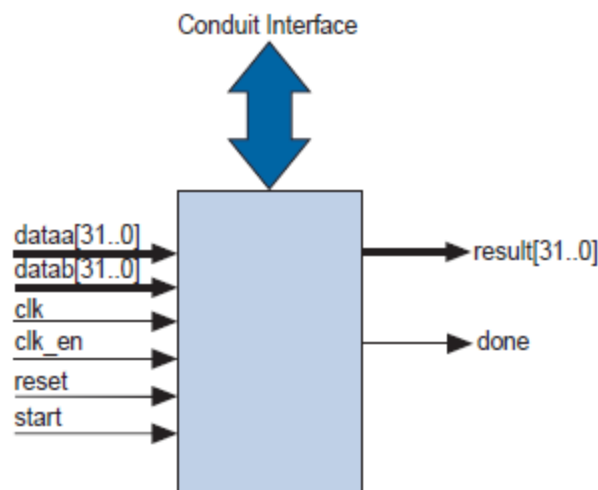 Conduit Interface
dataa[31..0]
datab[31..0]
clk
clk_en
reset
start
result[31..0]
done